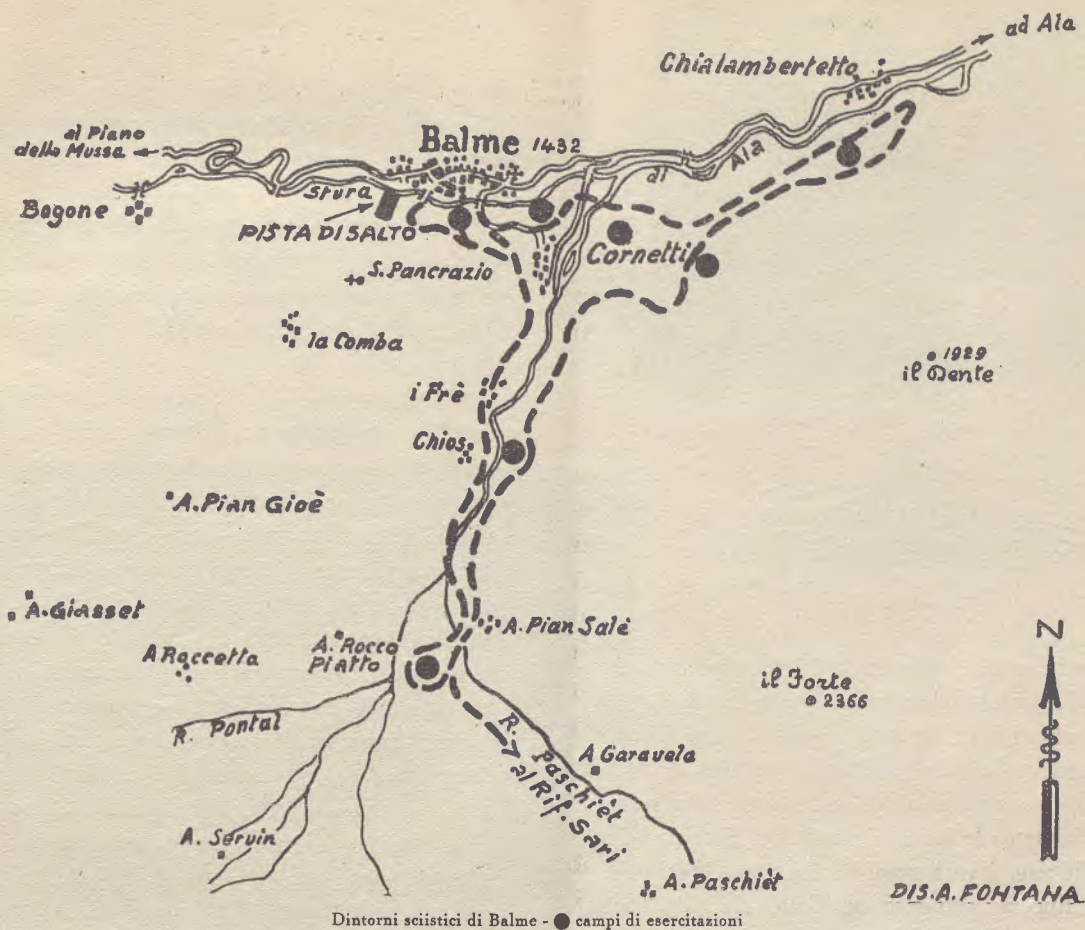 ad Ala
Chialambertetto
al Piano
della Mussa
Balme 1432
Stura di Ala
Bogone
PISTA DI SALTO
Cornetti
S. Pancrazio
la Comba
1929
il Dente
i Frè
Chios
A. Pian Gioè
A. Giasset
A. Pian Salè
A. Rocco
Piatto
A Roccetta
il Forte
2366
N
R. Pontal
R. Paschièt
A Garavela
al Rif. Sari
A. Servin
A. Paschièt
DIS. A. FONTANA
Dintorni sciistici di Balme - ● campi di esercitazioni